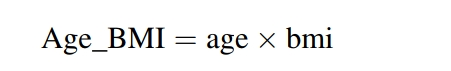 Age_BMI = age × bmi